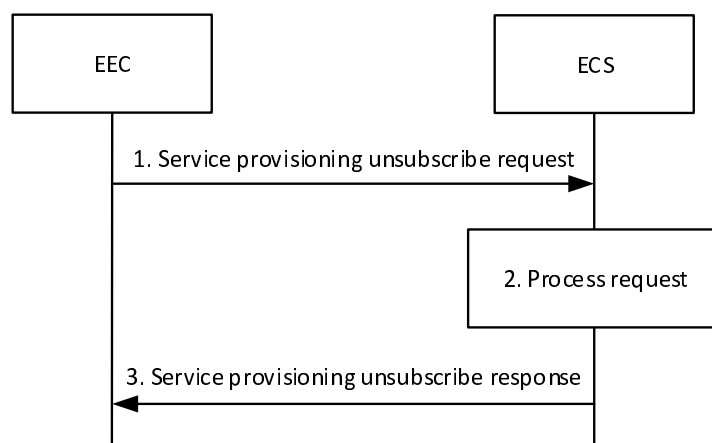 EEC
ECS
1. Service provisioning unsubscribe request
2. Process request
3. Service provisioning unsubscribe response